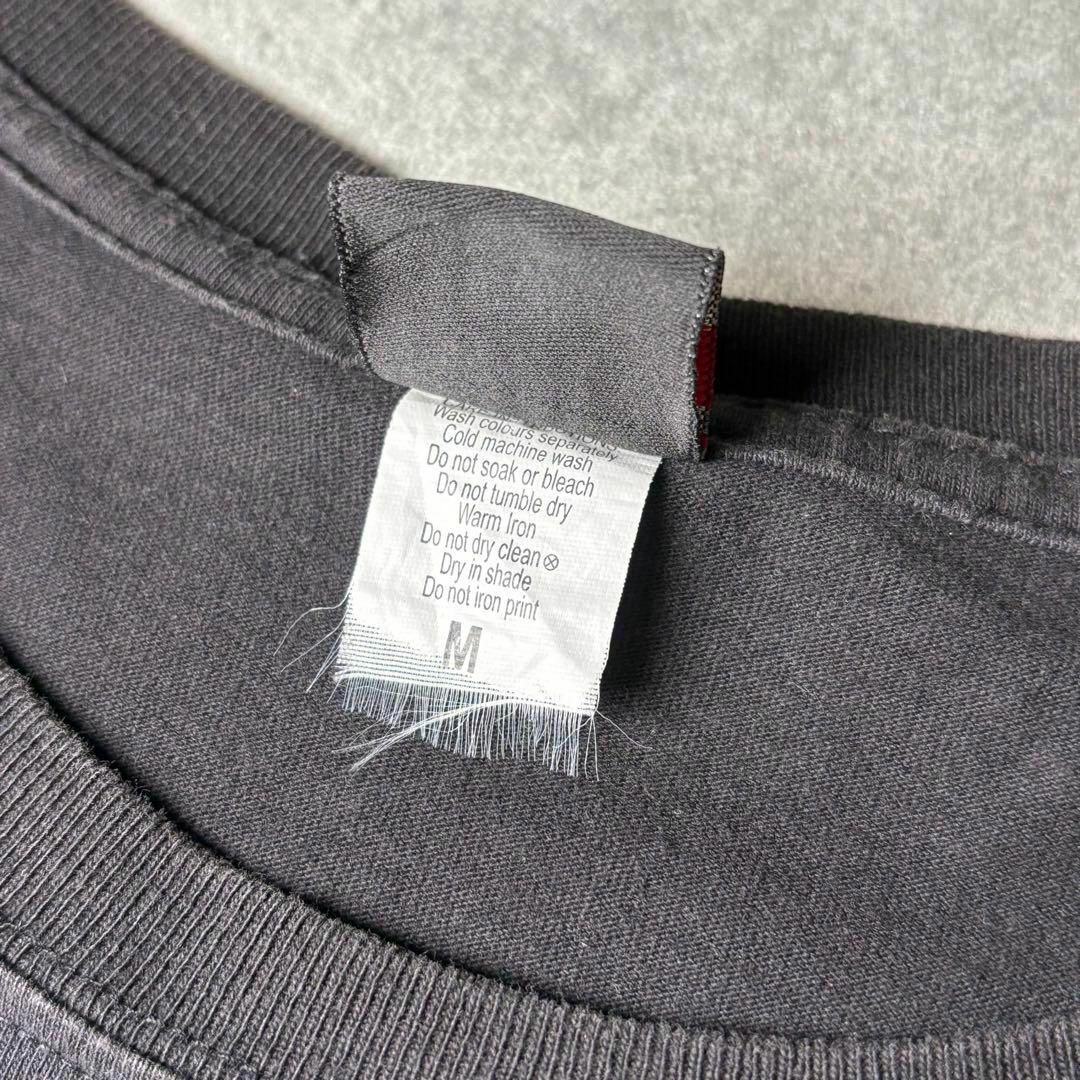 Wash colours separately
Cold machine wash
Do not soak or bleach
Do not tumble dry
Warm Iron
Do not dry clean ⊗
Dry in shade
Do not iron print
M